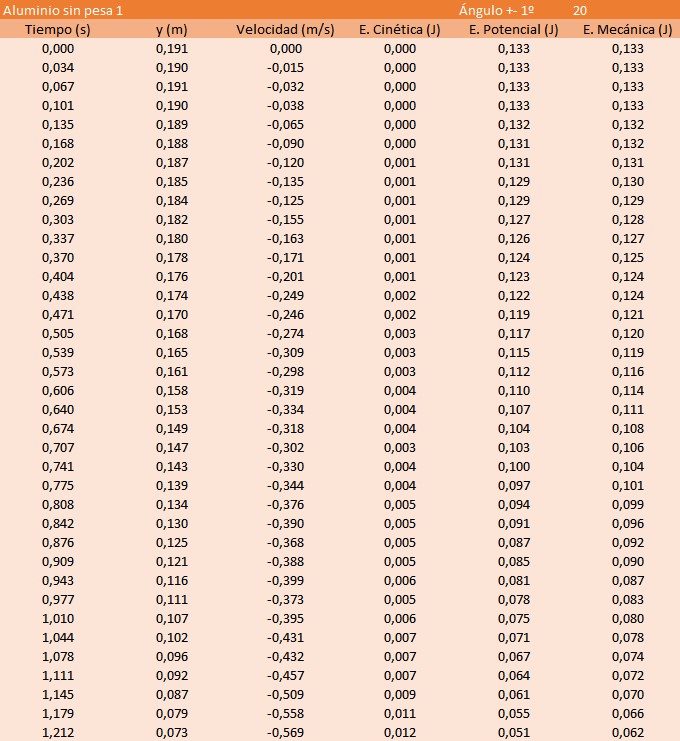 Aluminio sin pesa 1 Ángulo +- 1º 20
Tiempo (s) y (m) Velocidad (m/s) E. Cinética (J) E. Potencial (J) E. Mecánica (J)
0,000 0,191 0,000 0,000 0,133 0,133
0,034 0,190 -0,015 0,000 0,133 0,133
0,067 0,191 -0,032 0,000 0,133 0,133
0,101 0,190 -0,038 0,000 0,133 0,133
0,135 0,189 -0,065 0,000 0,132 0,132
0,168 0,188 -0,090 0,000 0,131 0,132
0,202 0,187 -0,120 0,001 0,131 0,131
0,236 0,185 -0,135 0,001 0,129 0,130
0,269 0,184 -0,125 0,001 0,129 0,129
0,303 0,182 -0,155 0,001 0,127 0,128
0,337 0,180 -0,163 0,001 0,126 0,127
0,370 0,178 -0,171 0,001 0,124 0,125
0,404 0,176 -0,201 0,001 0,123 0,124
0,438 0,174 -0,249 0,002 0,122 0,124
0,471 0,170 -0,246 0,002 0,119 0,121
0,505 0,168 -0,274 0,003 0,117 0,120
0,539 0,165 -0,309 0,003 0,115 0,119
0,573 0,161 -0,298 0,003 0,112 0,116
0,606 0,158 -0,319 0,004 0,110 0,114
0,640 0,153 -0,334 0,004 0,107 0,111
0,674 0,149 -0,318 0,004 0,104 0,108
0,707 0,147 -0,302 0,003 0,103 0,106
0,741 0,143 -0,330 0,004 0,100 0,104
0,775 0,139 -0,344 0,004 0,097 0,101
0,808 0,134 -0,376 0,005 0,094 0,099
0,842 0,130 -0,390 0,005 0,091 0,096
0,876 0,125 -0,368 0,005 0,087 0,092
0,909 0,121 -0,388 0,005 0,085 0,090
0,943 0,116 -0,399 0,006 0,081 0,087
0,977 0,111 -0,373 0,005 0,078 0,083
1,010 0,107 -0,395 0,006 0,075 0,080
1,044 0,102 -0,431 0,007 0,071 0,078
1,078 0,096 -0,432 0,007 0,067 0,074
1,111 0,092 -0,457 0,007 0,064 0,072
1,145 0,087 -0,509 0,009 0,061 0,070
1,179 0,079 -0,558 0,011 0,055 0,066
1,212 0,073 -0,569 0,012 0,051 0,062